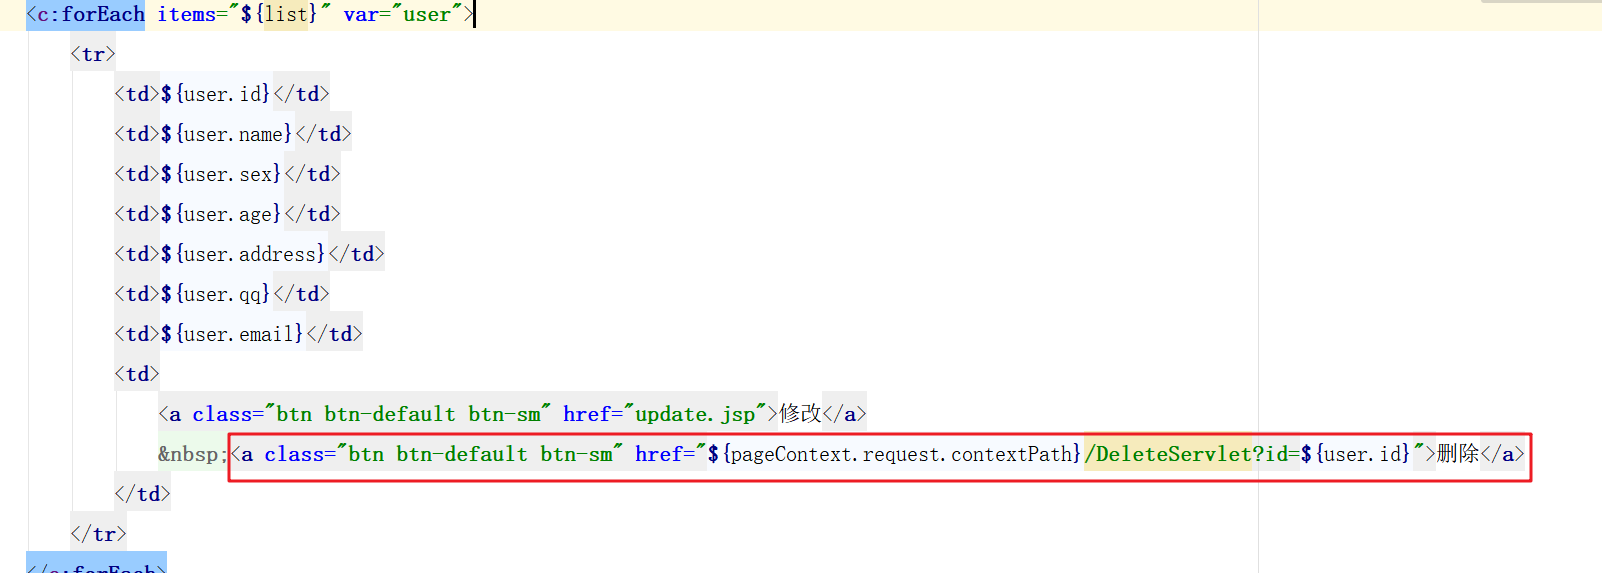 <c:forEach items="${list}" var="user">
<tr>
<td>${user.id}</td>
<td>${user.name}</td>
<td>${user.sex}</td>
<td>${user.age}</td>
<td>${user.address}</td>
<td>${user.qq}</td>
<td>${user.email}</td>
<td>
<a class="btn btn-default btn-sm" href="update.jsp">修改</a>
&nbsp;<a class="btn btn-default btn-sm" href="${pageContext.request.contextPath}/DeleteServlet?id=${user.id}">删除</a>
</td>
</tr>
</c:forEach>